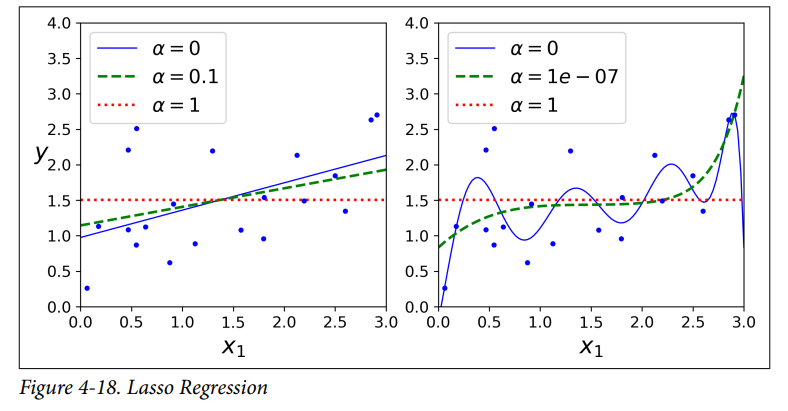 4.0
3.5
3.0
2.5
2.0
1.5
1.0
0.5
0.0
y
α = 0
α = 0.1
α = 1
0.0 0.5 1.0 1.5 2.0 2.5 3.0
x₁
4.0
3.5
3.0
2.5
2.0
1.5
1.0
0.5
0.0
α = 0
α = 1e − 07
α = 1
0.0 0.5 1.0 1.5 2.0 2.5 3.0
x₁
Figure 4-18. Lasso Regression